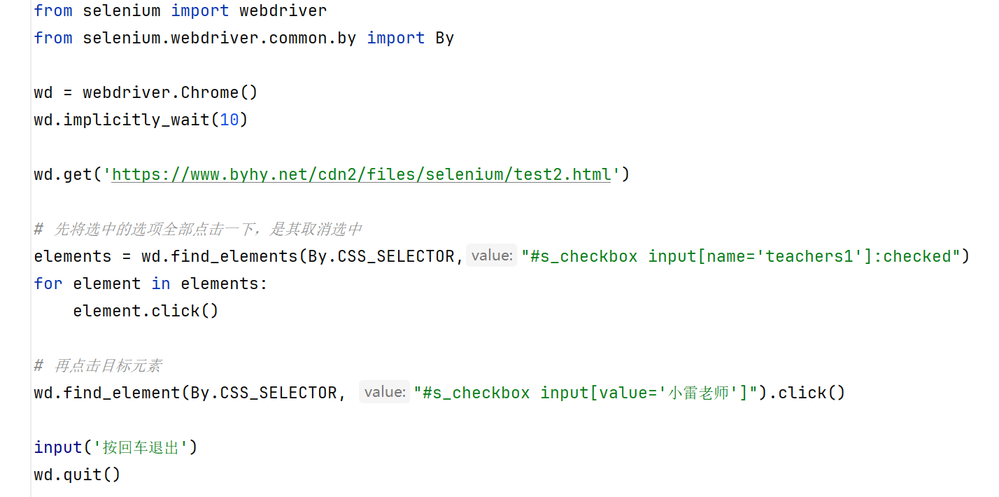 from selenium import webdriver
from selenium.webdriver.common.by import By
wd = webdriver.Chrome()
wd.implicitly_wait(10)
wd.get('https://www.byhy.net/cdn2/files/selenium/test2.html')
# 先将选中的选项全部点击一下，是其取消选中
elements = wd.find_elements(By.CSS_SELECTOR, value: "#s_checkbox input[name='teachers1']:checked")
for element in elements:
    element.click()
# 再点击目标元素
wd.find_element(By.CSS_SELECTOR, value: "#s_checkbox input[value='小雷老师']").click()
input('按回车退出')
wd.quit()